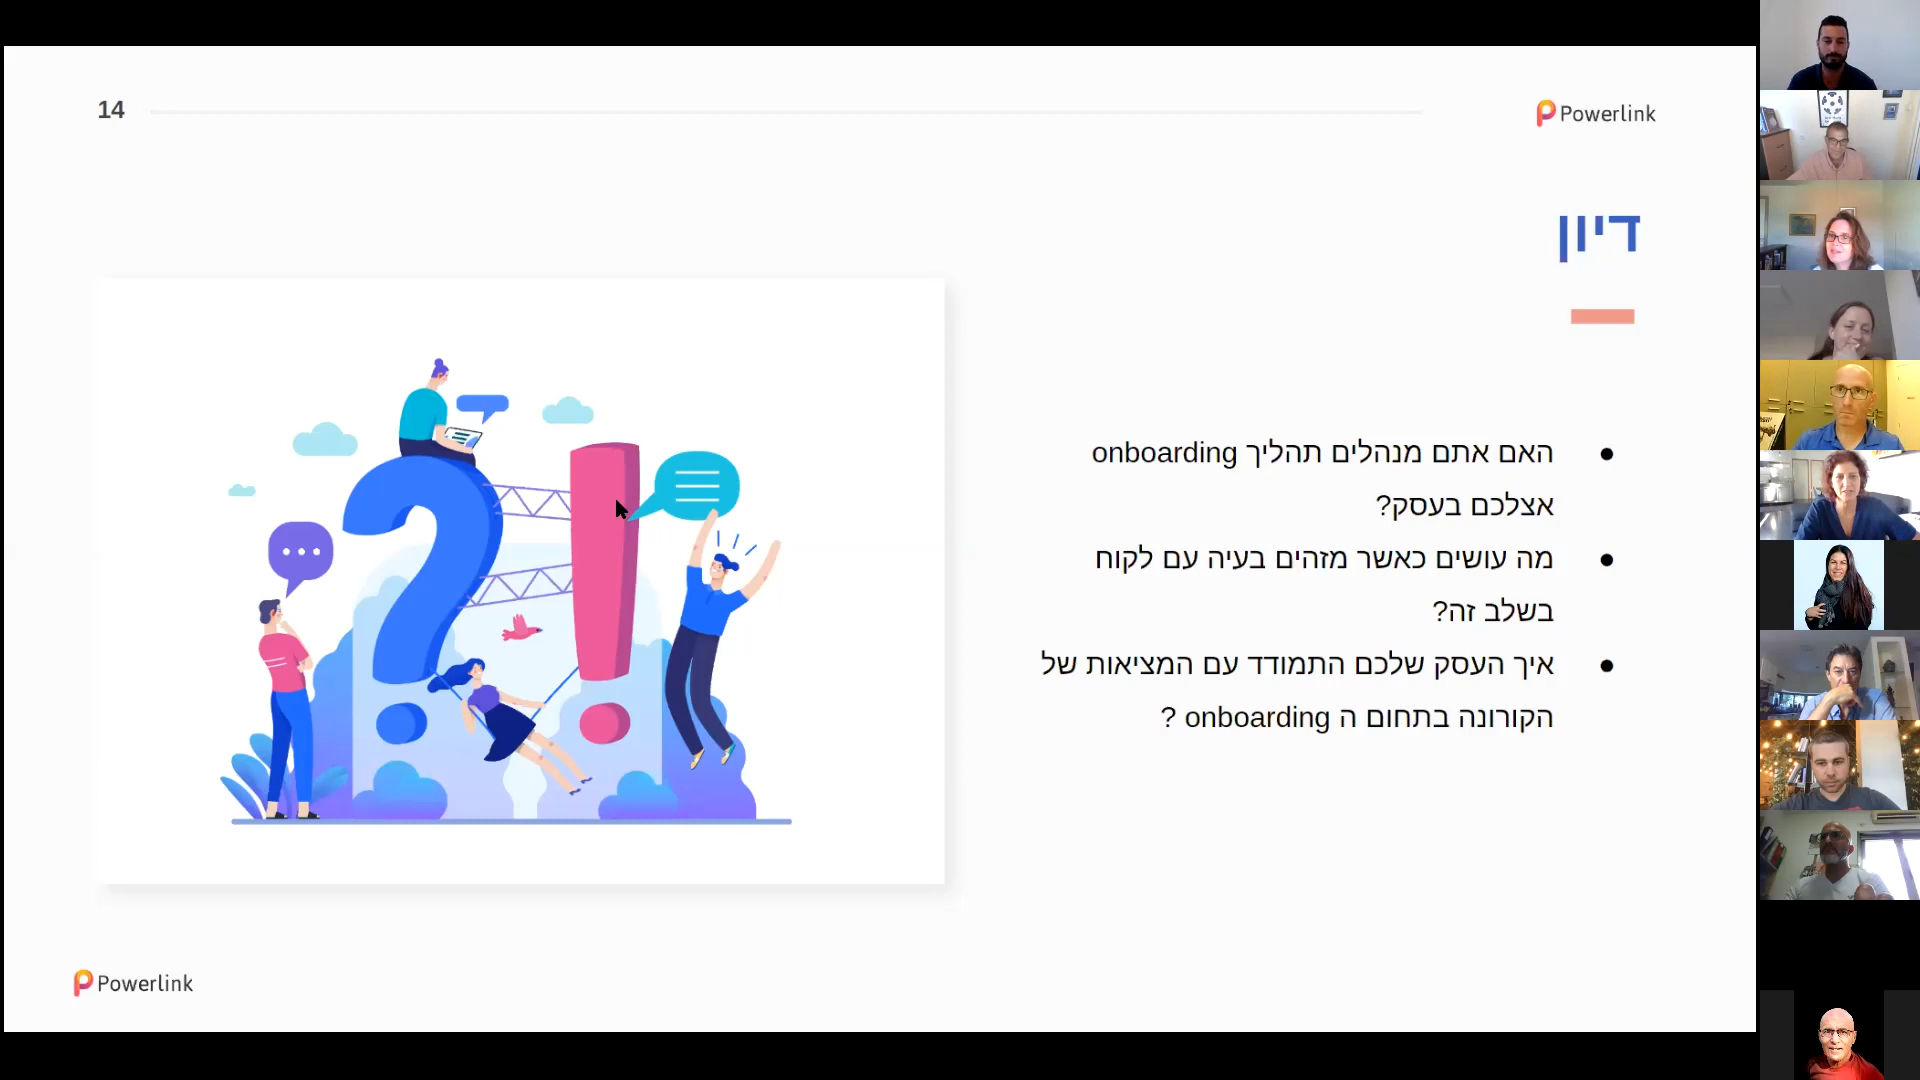 14
Powerlink
דיון
האם אתם מנהלים תהליך onboarding
אצלכם בעסק?
מה עושים כאשר מזהים בעיה עם לקוח
בשלב זה?
איך העסק שלכם התמודד עם המציאות של
הקורונה בתחום ה onboarding ?
Powerlink